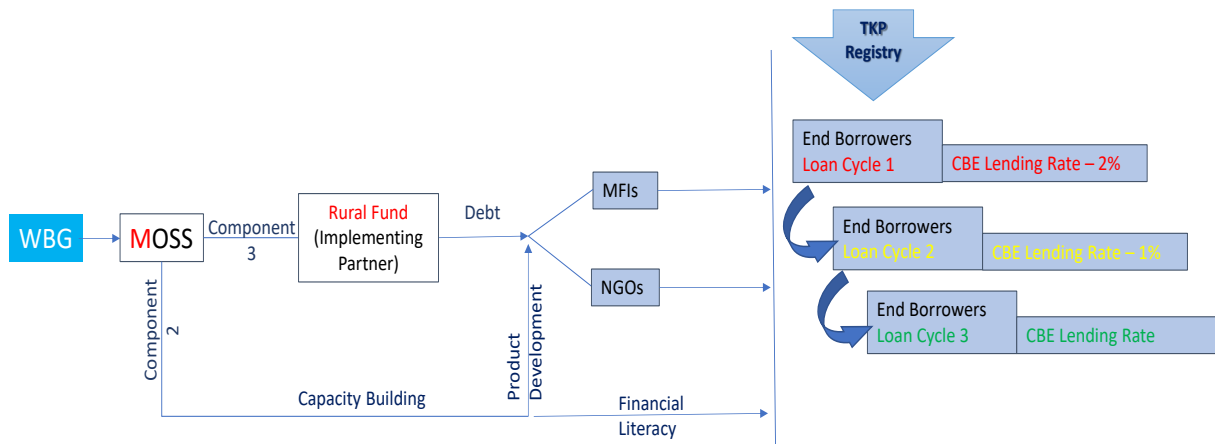 TKP
Registry
End Borrowers
Loan Cycle 1
CBE Lending Rate – 2%
MFIs
WBG
MOSS
Component
3
Rural Fund
(Implementing
Partner)
Debt
End Borrowers
Loan Cycle 2
CBE Lending Rate – 1%
NGOs
End Borrowers
Loan Cycle 3
CBE Lending Rate
Component
2
Product
Development
Capacity Building
Financial
Literacy